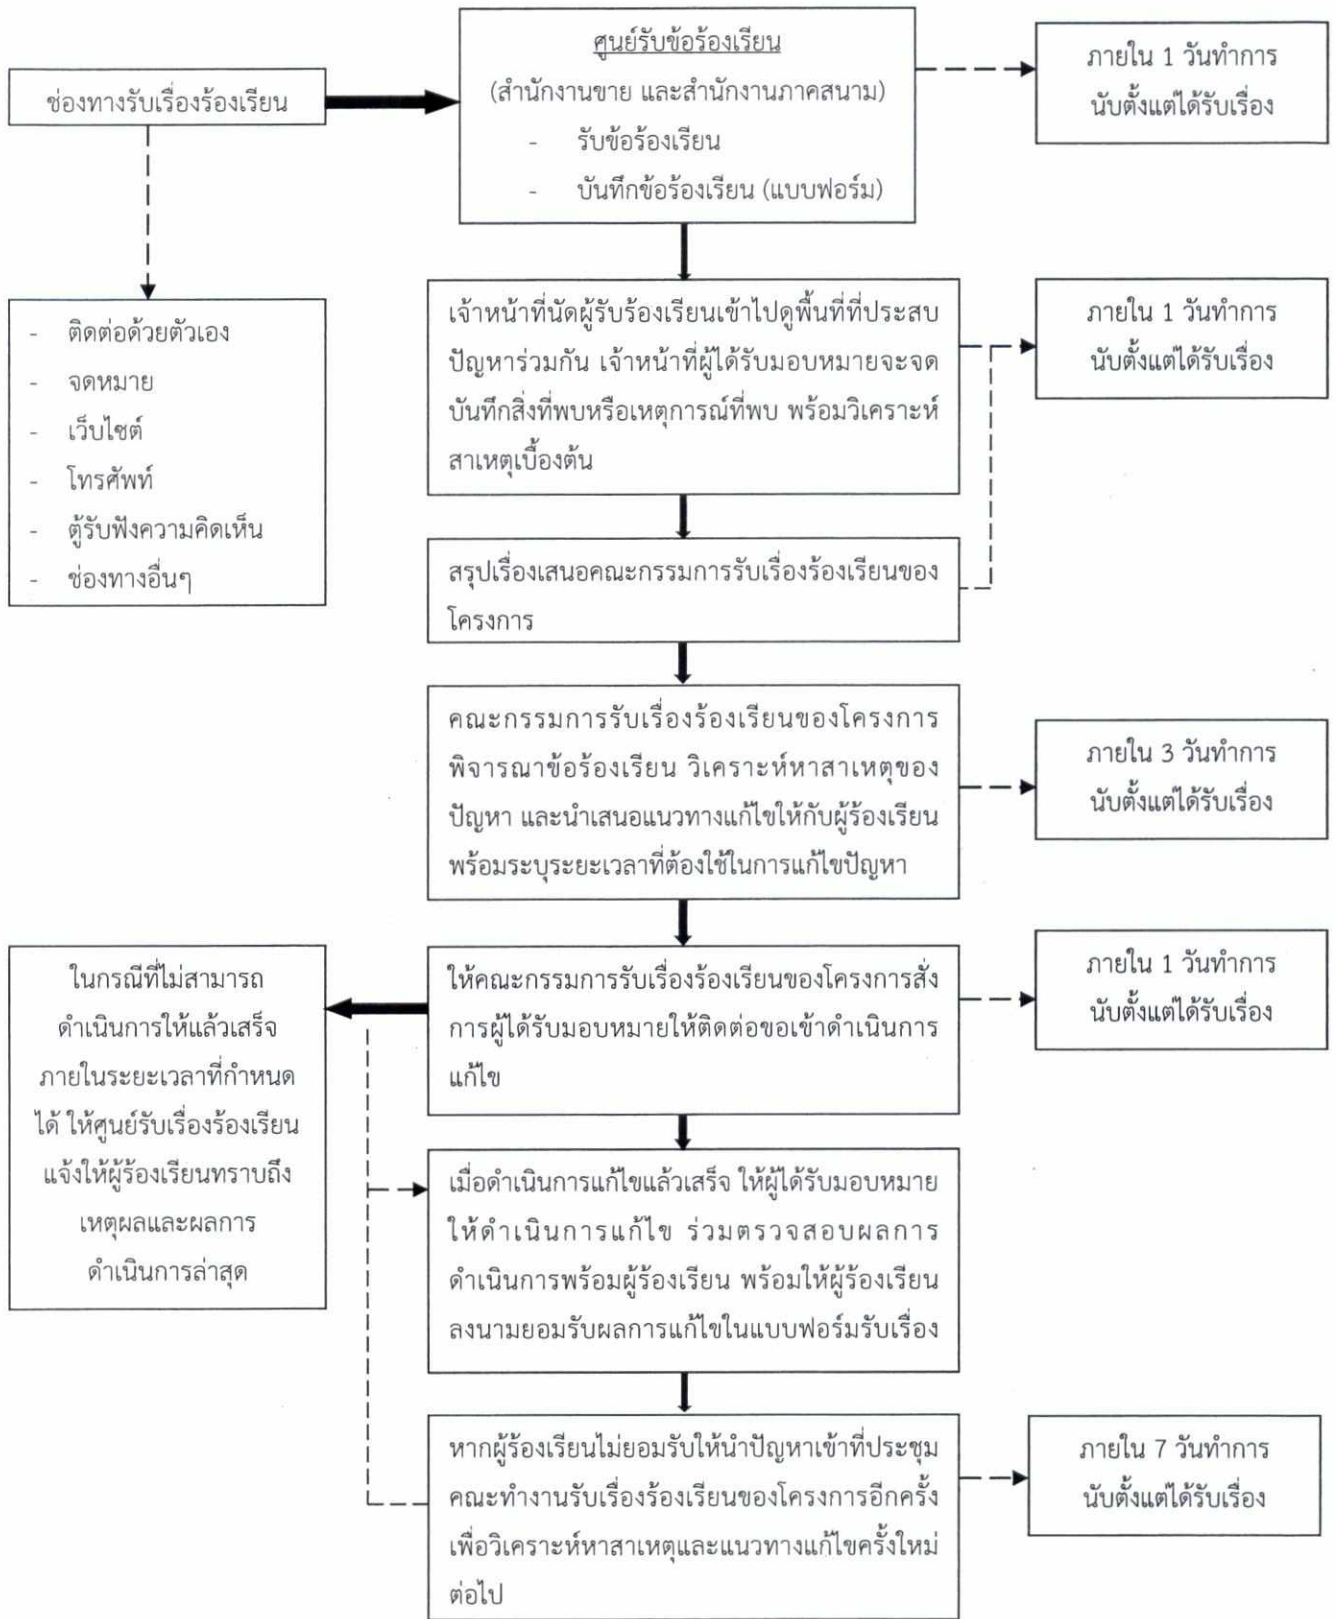 ช่องทางรับเรื่องร้องเรียน
ศูนย์รับข้อร้องเรียน
(สำนักงานขาย และสำนักงานภาคสนาม)
- รับข้อร้องเรียน
- บันทึกข้อร้องเรียน (แบบฟอร์ม)
ภายใน 1 วันทำการ
นับตั้งแต่ได้รับเรื่อง
- ติดต่อด้วยตัวเอง
- จดหมาย
- เว็บไซต์
- โทรศัพท์
- ตู้รับฟังความคิดเห็น
- ช่องทางอื่นๆ
เจ้าหน้าที่นัดผู้รับร้องเรียนเข้าไปดูพื้นที่ที่ประสบ
ปัญหาร่วมกัน เจ้าหน้าที่ผู้ได้รับมอบหมายจะจด
บันทึกสิ่งที่พบหรือเหตุการณ์ที่พบ พร้อมวิเคราะห์
สาเหตุเบื้องต้น
ภายใน 1 วันทำการ
นับตั้งแต่ได้รับเรื่อง
สรุปเรื่องเสนอคณะกรรมการรับเรื่องร้องเรียนของ
โครงการ
คณะกรรมการรับเรื่องร้องเรียนของโครงการ
พิจารณาข้อร้องเรียน วิเคราะห์หาสาเหตุของ
ปัญหา และนำเสนอแนวทางแก้ไขให้กับผู้ร้องเรียน
พร้อมระบุระยะเวลาที่ต้องใช้ในการแก้ไขปัญหา
ภายใน 3 วันทำการ
นับตั้งแต่ได้รับเรื่อง
ในกรณีที่ไม่สามารถ
ดำเนินการให้แล้วเสร็จ
ภายในระยะเวลาที่กำหนด
ได้ ให้ศูนย์รับเรื่องร้องเรียน
แจ้งให้ผู้ร้องเรียนทราบถึง
เหตุผลและผลการ
ดำเนินการล่าสุด
ให้คณะกรรมการรับเรื่องร้องเรียนของโครงการสั่ง
การผู้ได้รับมอบหมายให้ติดต่อขอเข้าดำเนินการ
แก้ไข
ภายใน 1 วันทำการ
นับตั้งแต่ได้รับเรื่อง
เมื่อดำเนินการแก้ไขแล้วเสร็จ ให้ผู้ได้รับมอบหมาย
ให้ดำเนินการแก้ไข ร่วมตรวจสอบผลการ
ดำเนินการพร้อมผู้ร้องเรียน พร้อมให้ผู้ร้องเรียน
ลงนามยอมรับผลการแก้ไขในแบบฟอร์มรับเรื่อง
หากผู้ร้องเรียนไม่ยอมรับให้นำปัญหาเข้าที่ประชุม
คณะทำงานรับเรื่องร้องเรียนของโครงการอีกครั้ง
เพื่อวิเคราะห์หาสาเหตุและแนวทางแก้ไขครั้งใหม่
ต่อไป
ภายใน 7 วันทำการ
นับตั้งแต่ได้รับเรื่อง